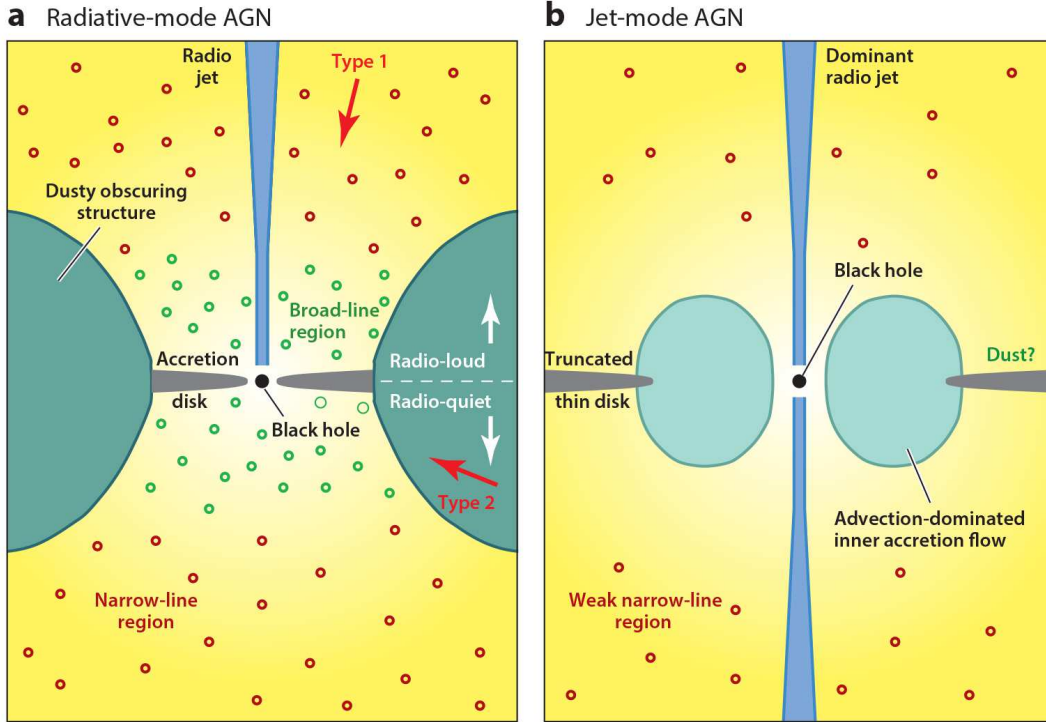 a Radiative-mode AGN
Radio
jet
Type 1
Dusty obscuring
structure
Broad-line
region
Accretion
disk
Radio-loud
Radio-quiet
Black hole
Type 2
Narrow-line
region
b Jet-mode AGN
Dominant
radio jet
Black hole
Truncated
thin disk
Dust?
Advection-dominated
inner accretion flow
Weak narrow-line
region